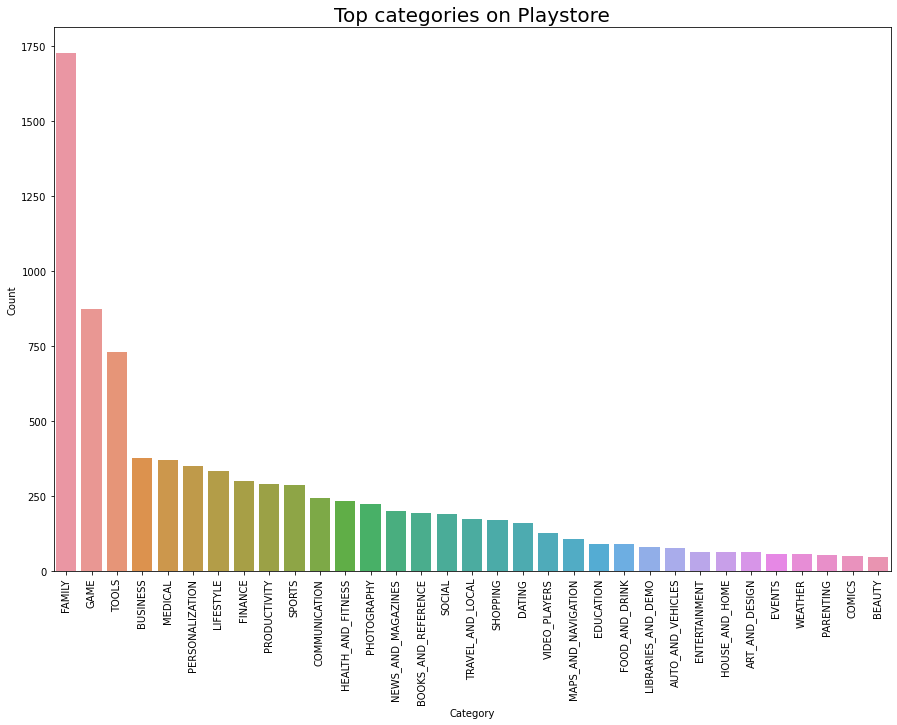 Top categories on Playstore
1750
1500
1250
1000
750
500
250
0
Count
FAMILY
GAME
TOOLS
BUSINESS
MEDICAL
PERSONALIZATION
LIFESTYLE
FINANCE
PRODUCTIVITY
SPORTS
COMMUNICATION
HEALTH_AND_FITNESS
PHOTOGRAPHY
NEWS_AND_MAGAZINES
BOOKS_AND_REFERENCE
SOCIAL
TRAVEL_AND_LOCAL
SHOPPING
DATING
VIDEO_PLAYERS
MAPS_AND_NAVIGATION
EDUCATION
FOOD_AND_DRINK
LIBRARIES_AND_DEMO
AUTO_AND_VEHICLES
ENTERTAINMENT
HOUSE_AND_HOME
ART_AND_DESIGN
EVENTS
WEATHER
PARENTING
COMICS
BEAUTY
Category